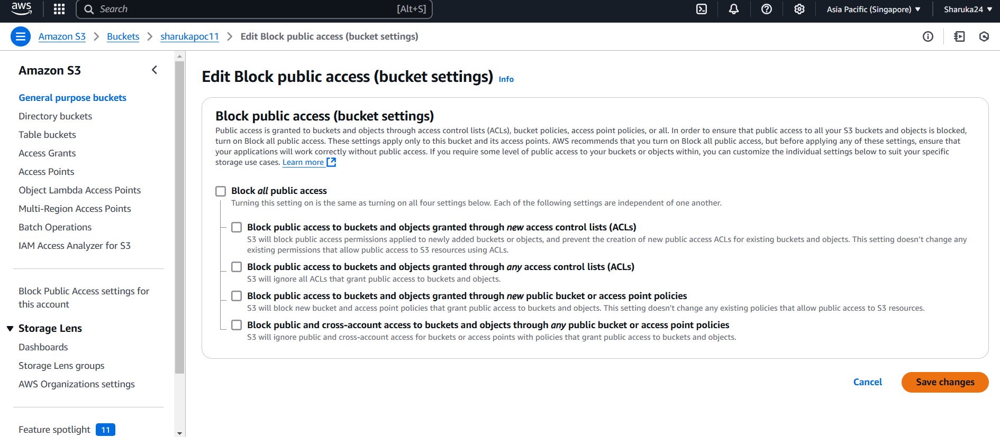 aws
Search
[Alt+S]
Asia Pacific (Singapore)
Sharuka24
Amazon S3
Buckets
sharukapoc11
Edit Block public access (bucket settings)
Amazon S3
General purpose buckets
Directory buckets
Table buckets
Access Grants
Access Points
Object Lambda Access Points
Multi-Region Access Points
Batch Operations
IAM Access Analyzer for S3
Block Public Access settings for
this account
Storage Lens
Dashboards
Storage Lens groups
AWS Organizations settings
Feature spotlight 11
Edit Block public access (bucket settings) Info
Block public access (bucket settings)
Public access is granted to buckets and objects through access control lists (ACLs), bucket policies, access point policies, or all. In order to ensure that public access to all your S3 buckets and objects is blocked,
turn on Block all public access. These settings apply only to this bucket and its access points. AWS recommends that you turn on Block all public access, but before applying any of these settings, ensure that
your applications will work correctly without public access. If you require some level of public access to your buckets or objects within, you can customize the individual settings below to suit your specific
storage use cases. Learn more
Block all public access
Turning this setting on is the same as turning on all four settings below. Each of the following settings are independent of one another.
Block public access to buckets and objects granted through new access control lists (ACLs)
S3 will block public access permissions applied to newly added buckets or objects, and prevent the creation of new public access ACLs for existing buckets and objects. This setting doesn't change any
existing permissions that allow public access to S3 resources using ACLs.
Block public access to buckets and objects granted through any access control lists (ACLs)
S3 will ignore all ACLs that grant public access to buckets and objects.
Block public access to buckets and objects granted through new public bucket or access point policies
S3 will block new bucket and access point policies that grant public access to buckets and objects. This setting doesn't change any existing policies that allow public access to S3 resources.
Block public and cross-account access to buckets and objects through any public bucket or access point policies
S3 will ignore public and cross-account access for buckets or access points with policies that grant public access to buckets and objects.
Cancel
Save changes